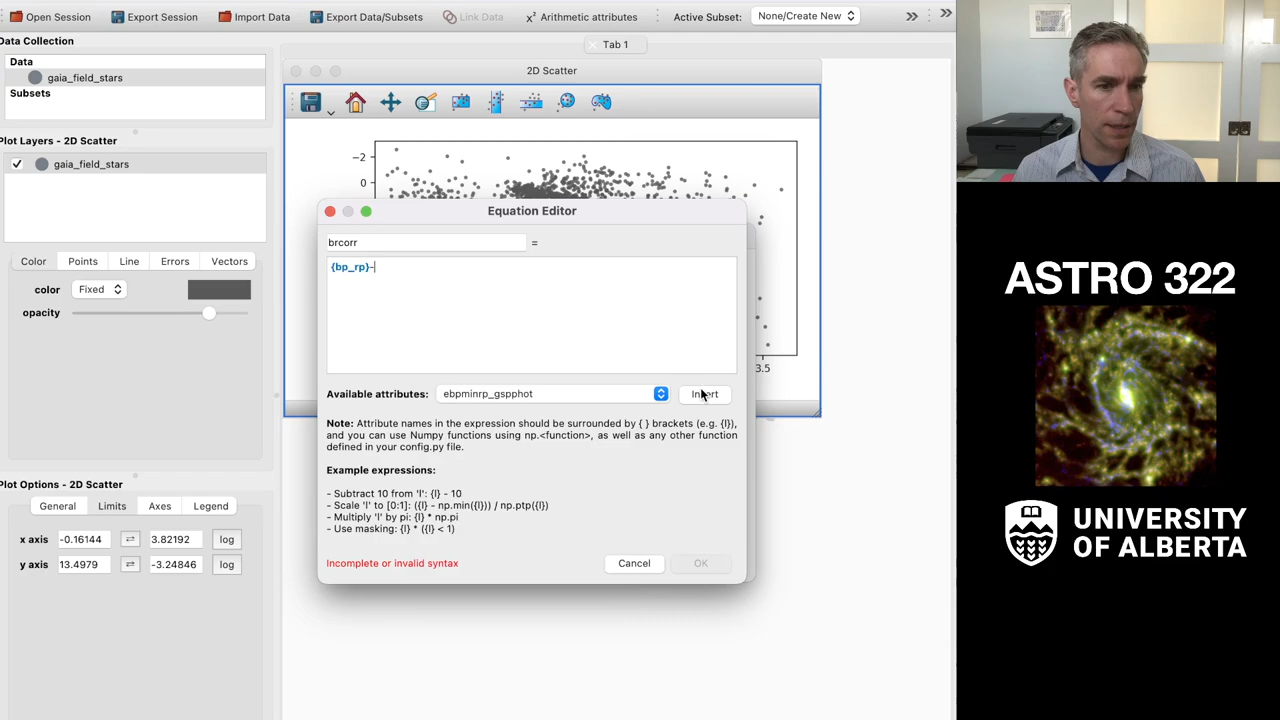 Open Session
Export Session
Import Data
Export Data/Subsets
Link Data
x² Arithmetic attributes
Active Subset:
None/Create New
Data Collection
Data
gaia_field_stars
Subsets
Plot Layers - 2D Scatter
gaia_field_stars
Color
Points
Line
Errors
Vectors
color
Fixed
opacity
Plot Options - 2D Scatter
General
Limits
Axes
Legend
x axis
-0.16144
3.82192
log
y axis
13.4979
-3.24846
log
Tab 1
2D Scatter
−2
0
3.5
Equation Editor
brcorr
=
{bp_rp}-
Available attributes:
ebpminrp_gspphot
Insert
Note: Attribute names in the expression should be surrounded by { } brackets (e.g. {l}),
and you can use Numpy functions using np.<function>, as well as any other function
defined in your config.py file.
Example expressions:
- Subtract 10 from 'l': {l} - 10
- Scale 'l' to [0:1]: ({l} - np.min({l})) / np.ptp({l})
- Multiply 'l' by pi: {l} * np.pi
- Use masking: {l} * ({l} < 1)
Incomplete or invalid syntax
Cancel
OK
ASTRO 322
UNIVERSITY
OF ALBERTA